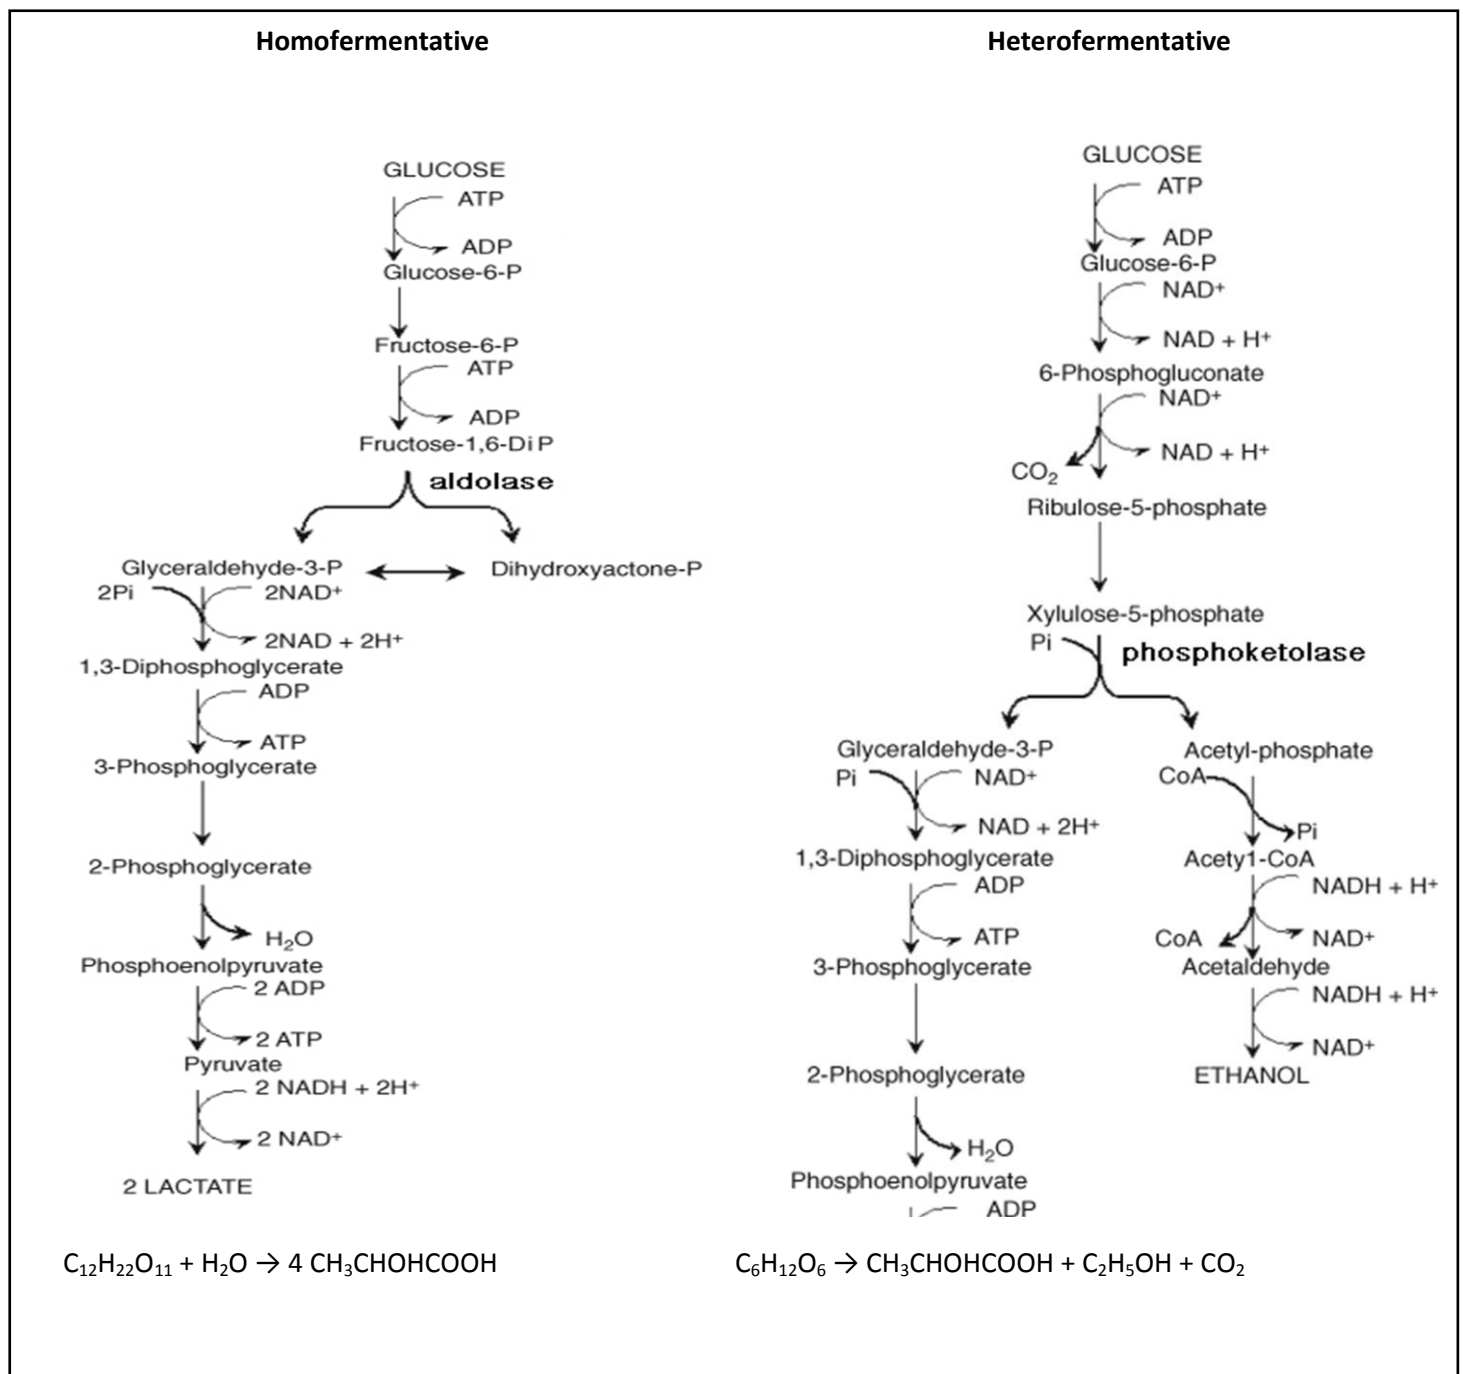 Homofermentative
GLUCOSE
ATP
ADP
Glucose-6-P
Fructose-6-P
ATP
ADP
Fructose-1,6-Di P
aldolase
Glyceraldehyde-3-P
Dihydroxyactone-P
2Pi
2NAD⁺
2NAD + 2H⁺
1,3-Diphosphoglycerate
ADP
ATP
3-Phosphoglycerate
2-Phosphoglycerate
H₂O
Phosphoenolpyruvate
2 ADP
2 ATP
Pyruvate
2 NADH + 2H⁺
2 NAD⁺
2 LACTATE
C₁₂H₂₂O₁₁ + H₂O → 4 CH₃CHOHCOOH
Heterofermentative
GLUCOSE
ATP
ADP
Glucose-6-P
NAD⁺
NAD + H⁺
6-Phosphogluconate
NAD⁺
NAD + H⁺
CO₂
Ribulose-5-phosphate
Xylulose-5-phosphate
Pi
phosphoketolase
Glyceraldehyde-3-P
Pi
NAD⁺
NAD + 2H⁺
1,3-Diphosphoglycerate
ADP
ATP
3-Phosphoglycerate
2-Phosphoglycerate
H₂O
Phosphoenolpyruvate
ADP
Acetyl-phosphate
CoA
Pi
Acety1-CoA
NADH + H⁺
CoA
NAD⁺
Acetaldehyde
NADH + H⁺
NAD⁺
ETHANOL
C₆H₁₂O₆ → CH₃CHOHCOOH + C₂H₅OH + CO₂